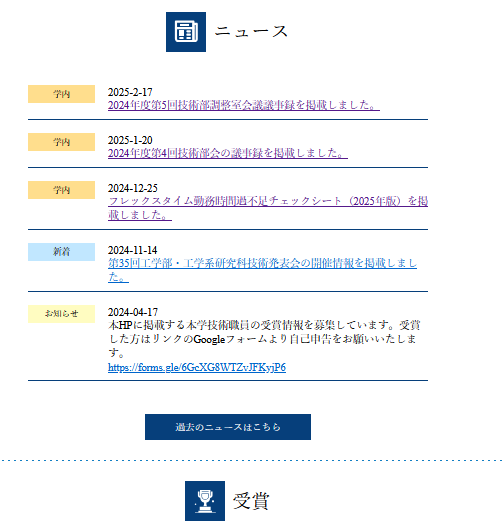 ニュース
学内
2025-2-17
2024年度第5回技術部調整室会議議事録を掲載しました。
学内
2025-1-20
2024年度第4回技術部会の議事録を掲載しました。
学内
2024-12-25
フレックスタイム勤務時間過不足チェックシート（2025年版）を掲
載しました。
新着
2024-11-14
第35回工学部・工学系研究科技術発表会の開催情報を掲載しまし
た。
お知らせ
2024-04-17
本HPに掲載する本学技術職員の受賞情報を募集しています。受賞
した方はリンクのGoogleフォームより自己申告をお願いいたしま
す。
https://forms.gle/6GcXG8WTZvJFKyjP6
過去のニュースはこちら
受賞